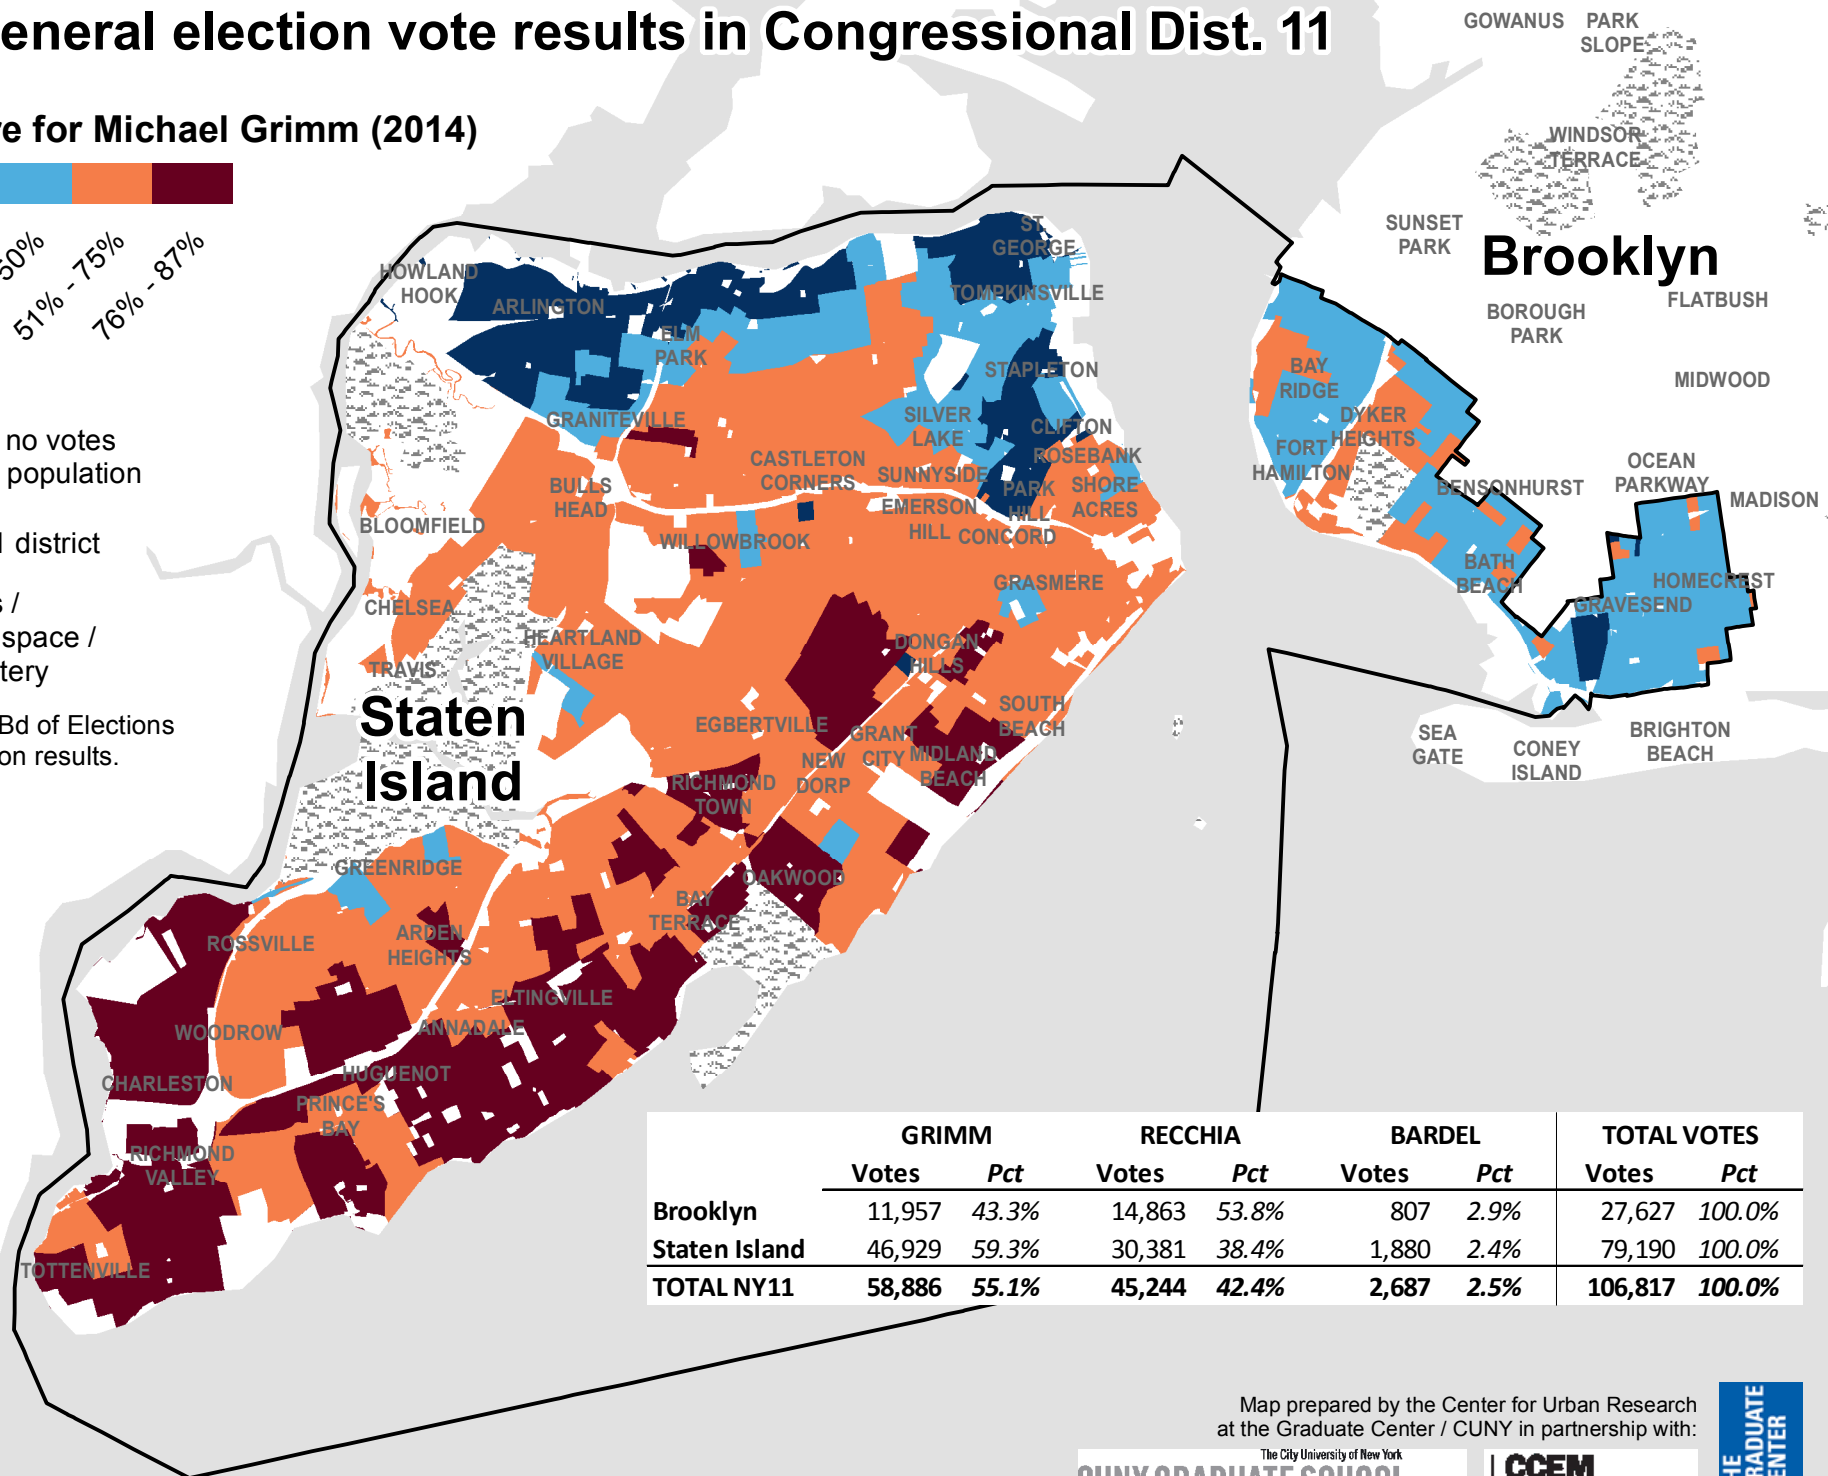 eneral election vote results in Congressional Dist. 11
re for Michael Grimm (2014)
50%
51% - 75%
76% - 87%
no votes
population
district
space /
tery
Bd of Elections
on results.
GOWANUS
PARK
SLOPE
WINDSOR
TERRACE
SUNSET
PARK
Brooklyn
FLATBUSH
BOROUGH
PARK
MIDWOOD
OCEAN
PARKWAY
MADISON
BAY
RIDGE
DYKER
HEIGHTS
FORT
HAMILTON
BENSONHURST
BATH
BEACH
HOMECREST
GRAVESEND
SEA
GATE
CONEY
ISLAND
BRIGHTON
BEACH
HOWLAND
HOOK
ARLINGTON
ST.
GEORGE
TOMPKINSVILLE
ELM
PARK
STAPLETON
GRANITEVILLE
SILVER
LAKE
CLIFTON
ROSEBANK
CASTLETON
CORNERS
SUNNYSIDE
BULLS
HEAD
PARK
HILL
SHORE
ACRES
EMERSON
HILL
CONCORD
BLOOMFIELD
WILLOWBROOK
GRASMERE
CHELSEA
HEARTLAND
VILLAGE
DONGAN
HILLS
TRAVIS
Staten
Island
EGBERTVILLE
GRANT
CITY
SOUTH
BEACH
MIDLAND
BEACH
NEW
DORP
RICHMOND
TOWN
GREENRIDGE
OAKWOOD
BAY
TERRACE
ROSSVILLE
ARDEN
HEIGHTS
ELTINGVILLE
WOODROW
ANNADALE
CHARLESTON
HUGUENOT
PRINCE'S
BAY
RICHMOND
VALLEY
TOTTENVILLE
GRIMM RECCHIA BARDEL TOTAL VOTES
Votes Pct Votes Pct Votes Pct Votes Pct
Brooklyn 11,957 43.3% 14,863 53.8% 807 2.9% 27,627 100.0%
Staten Island 46,929 59.3% 30,381 38.4% 1,880 2.4% 79,190 100.0%
TOTAL NY11 58,886 55.1% 45,244 42.4% 2,687 2.5% 106,817 100.0%
Map prepared by the Center for Urban Research
at the Graduate Center / CUNY in partnership with:
The City University of New York
CUNY GRADUATE SCHOOL
CCEM